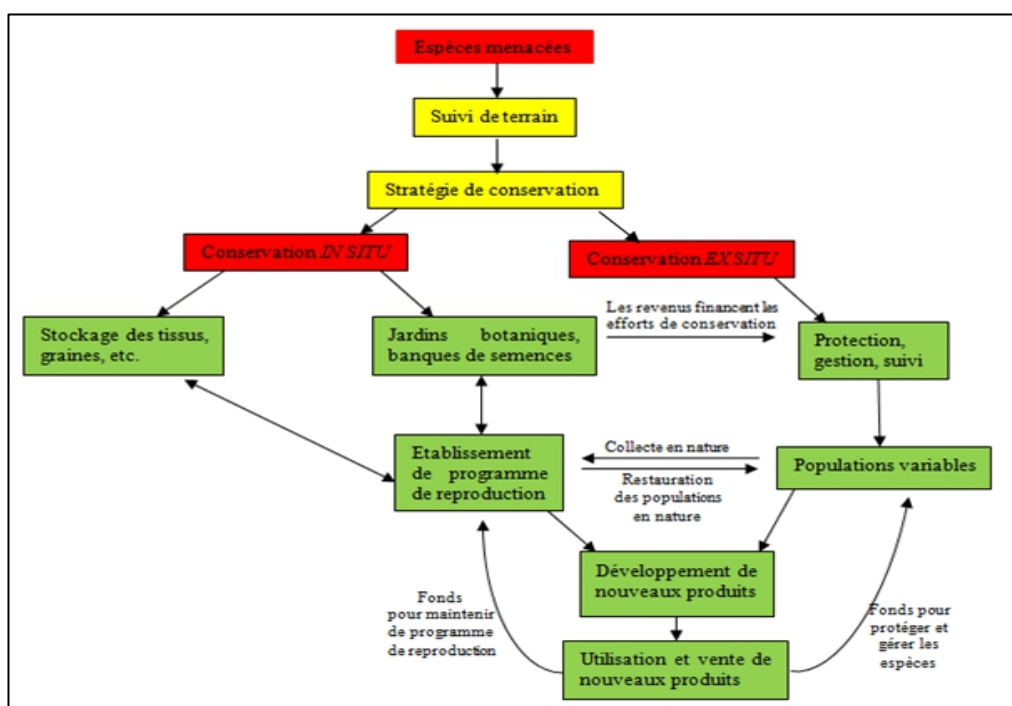 Espèces menacées
Suivi de terrain
Stratégie de conservation
Conservation IN SITU
Conservation EX SITU
Stockage des tissus,
graines, etc.
Jardins botaniques,
banques de semences
Les revenus financent les
efforts de conservation
Protection,
gestion, suivi
Etablissement
de programme
de reproduction
Collecte en nature
Restauration
des populations
en nature
Populations variables
Développement de
nouveaux produits
Fonds
pour maintenir
de programme
de reproduction
Fonds pour
protéger et
gérer les
espèces
Utilisation et vente de
nouveaux produits